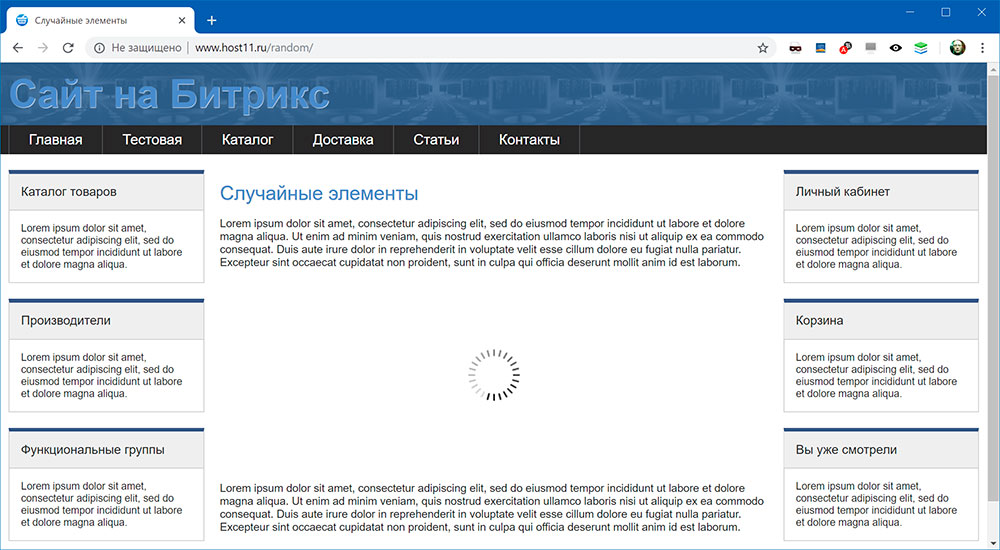 Случайные элементы
Не защищено
www.host11.ru/random/
Сайт на Битрикс
Главная Тестовая Каталог Доставка Статьи Контакты
Каталог товаров
Lorem ipsum dolor sit amet,
consectetur adipiscing elit, sed do
eiusmod tempor incididunt ut labore
et dolore magna aliqua.
Производители
Lorem ipsum dolor sit amet,
consectetur adipiscing elit, sed do
eiusmod tempor incididunt ut labore
et dolore magna aliqua.
Функциональные группы
Lorem ipsum dolor sit amet,
consectetur adipiscing elit, sed do
eiusmod tempor incididunt ut labore
et dolore magna aliqua.
Случайные элементы
Lorem ipsum dolor sit amet, consectetur adipiscing elit, sed do eiusmod tempor incididunt ut labore et dolore
magna aliqua. Ut enim ad minim veniam, quis nostrud exercitation ullamco laboris nisi ut aliquip ex ea commodo
consequat. Duis aute irure dolor in reprehenderit in voluptate velit esse cillum dolore eu fugiat nulla pariatur.
Excepteur sint occaecat cupidatat non proident, sunt in culpa qui officia deserunt mollit anim id est laborum.
Lorem ipsum dolor sit amet, consectetur adipiscing elit, sed do eiusmod tempor incididunt ut labore et dolore
magna aliqua. Ut enim ad minim veniam, quis nostrud exercitation ullamco laboris nisi ut aliquip ex ea commodo
consequat. Duis aute irure dolor in reprehenderit in voluptate velit esse cillum dolore eu fugiat nulla pariatur.
Excepteur sint occaecat cupidatat non proident, sunt in culpa qui officia deserunt mollit anim id est laborum.
Личный кабинет
Lorem ipsum dolor sit amet,
consectetur adipiscing elit, sed do
eiusmod tempor incididunt ut labore
et dolore magna aliqua.
Корзина
Lorem ipsum dolor sit amet,
consectetur adipiscing elit, sed do
eiusmod tempor incididunt ut labore
et dolore magna aliqua.
Вы уже смотрели
Lorem ipsum dolor sit amet,
consectetur adipiscing elit, sed do
eiusmod tempor incididunt ut labore
et dolore magna aliqua.